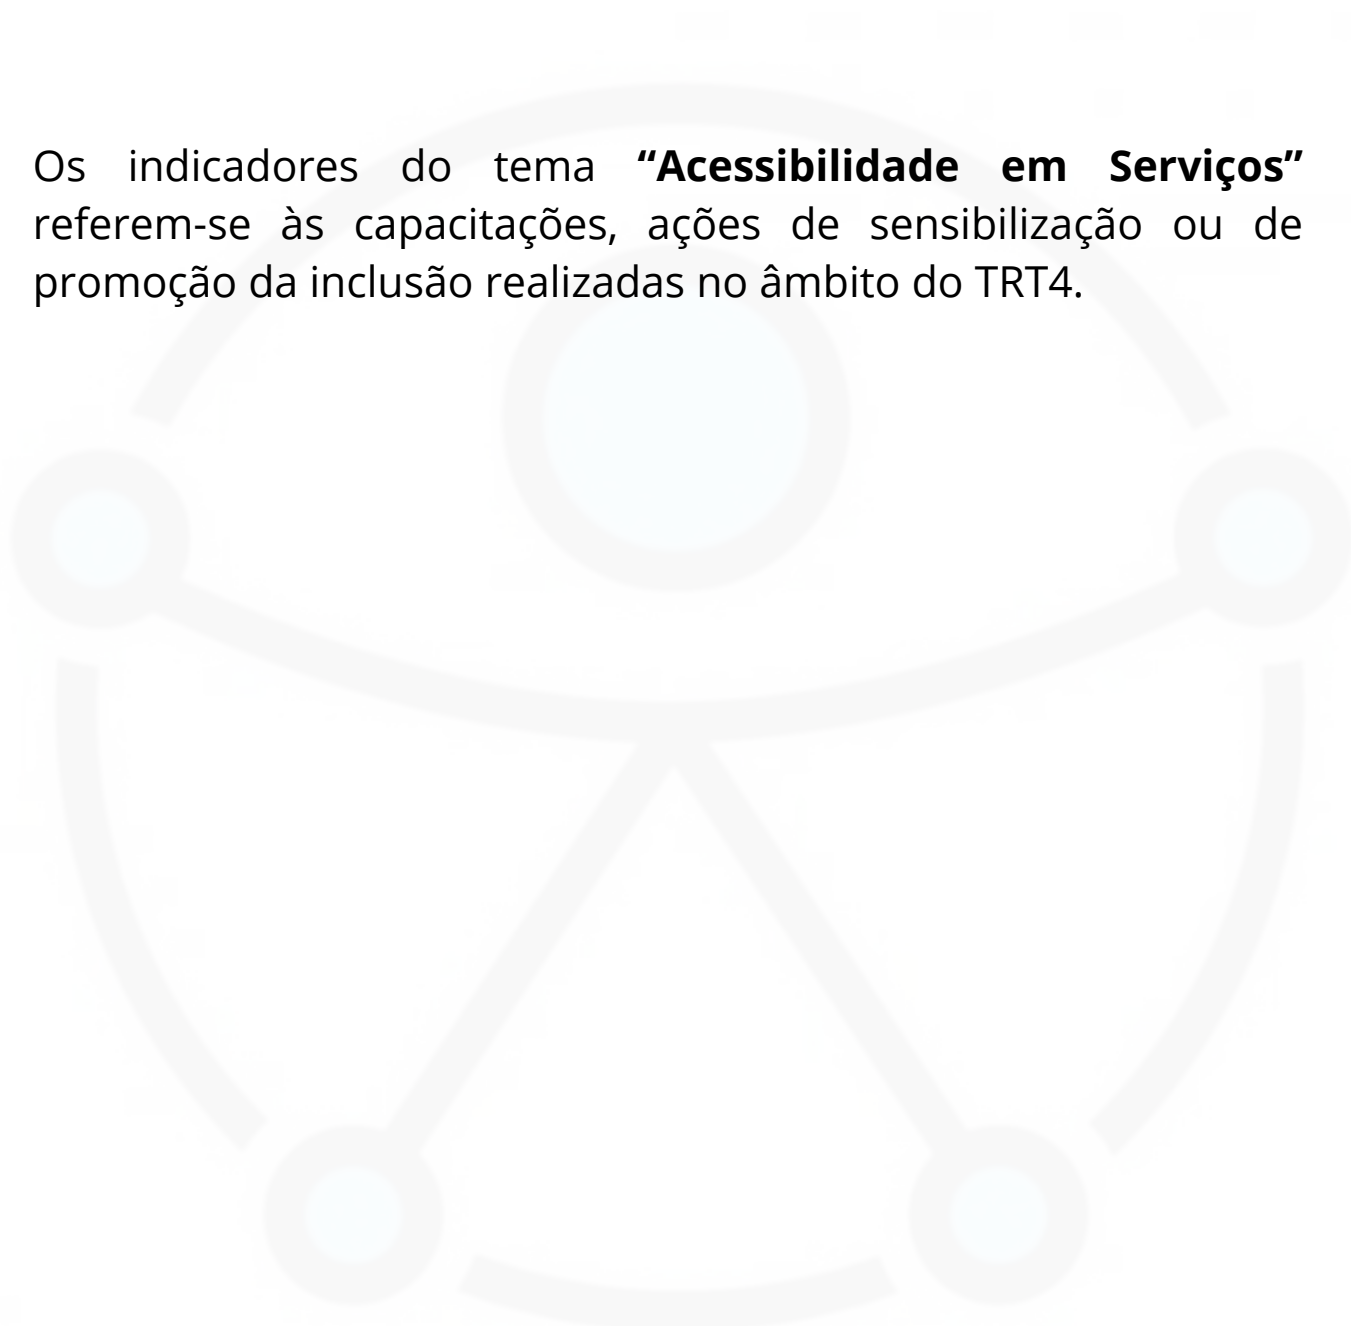 Os indicadores do tema “Acessibilidade em Serviços”
referem-se às capacitações, ações de sensibilização ou de
promoção da inclusão realizadas no âmbito do TRT4.